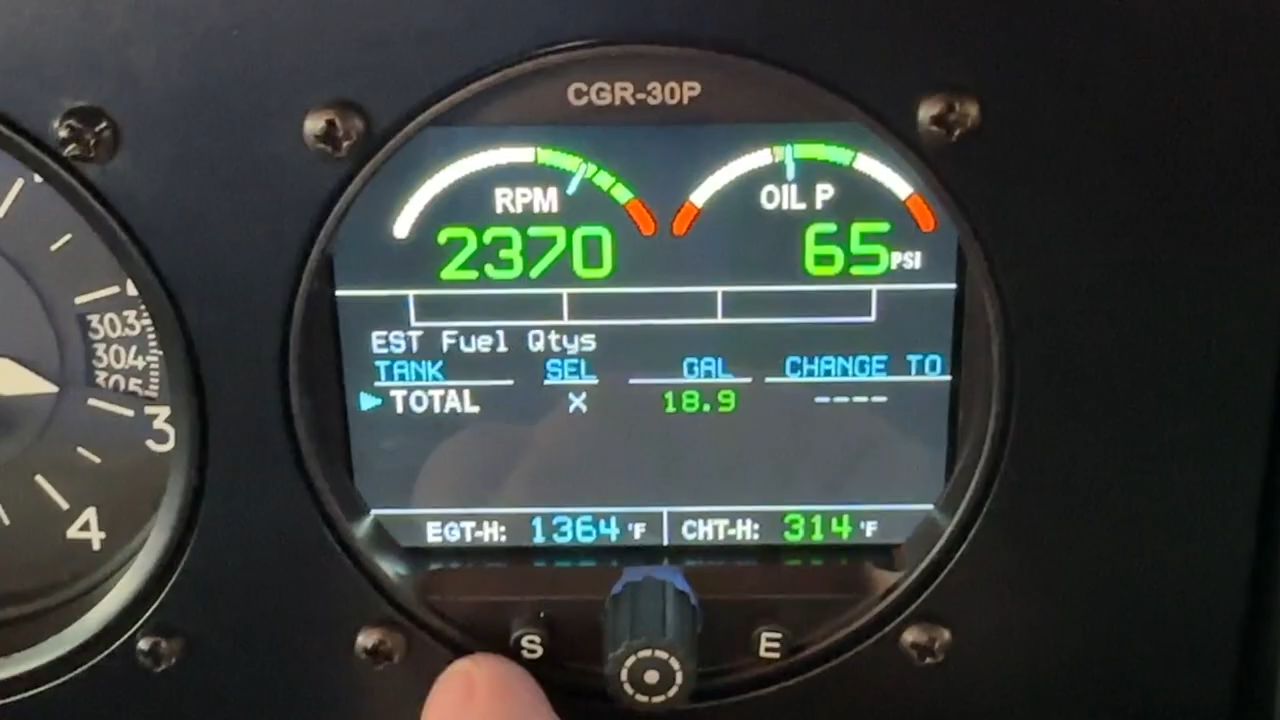 CGR-30P
RPM
2370
OIL P
65 PSI
EST Fuel Qtys
TANK SEL GAL CHANGE TO
TOTAL X 18.9 ----
EGT-H: 1364 °F CHT-H: 314 °F
S E
30.3
30.4
30.5
3
4